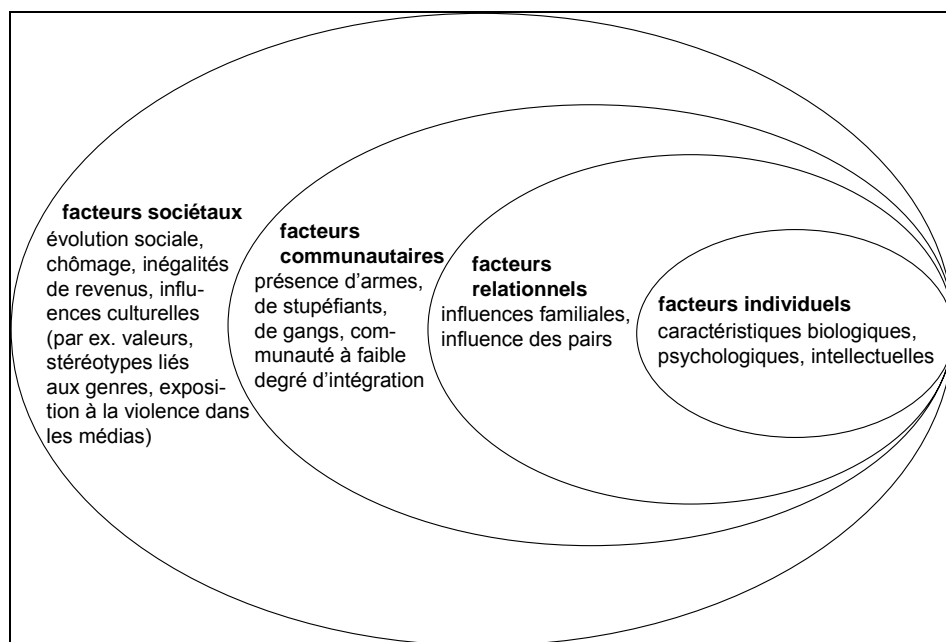 facteurs sociétaux
évolution sociale,
chômage, inégalités
de revenus, influ-
ences culturelles
(par ex. valeurs,
stéréotypes liés
aux genres, exposi-
tion à la violence dans
les médias)
facteurs
communautaires
présence d'armes,
de stupéfiants,
de gangs, com-
munauté à faible
degré d'intégration
facteurs
relationnels
influences familiales,
influence des pairs
facteurs individuels
caractéristiques biologiques,
psychologiques, intellectuelles